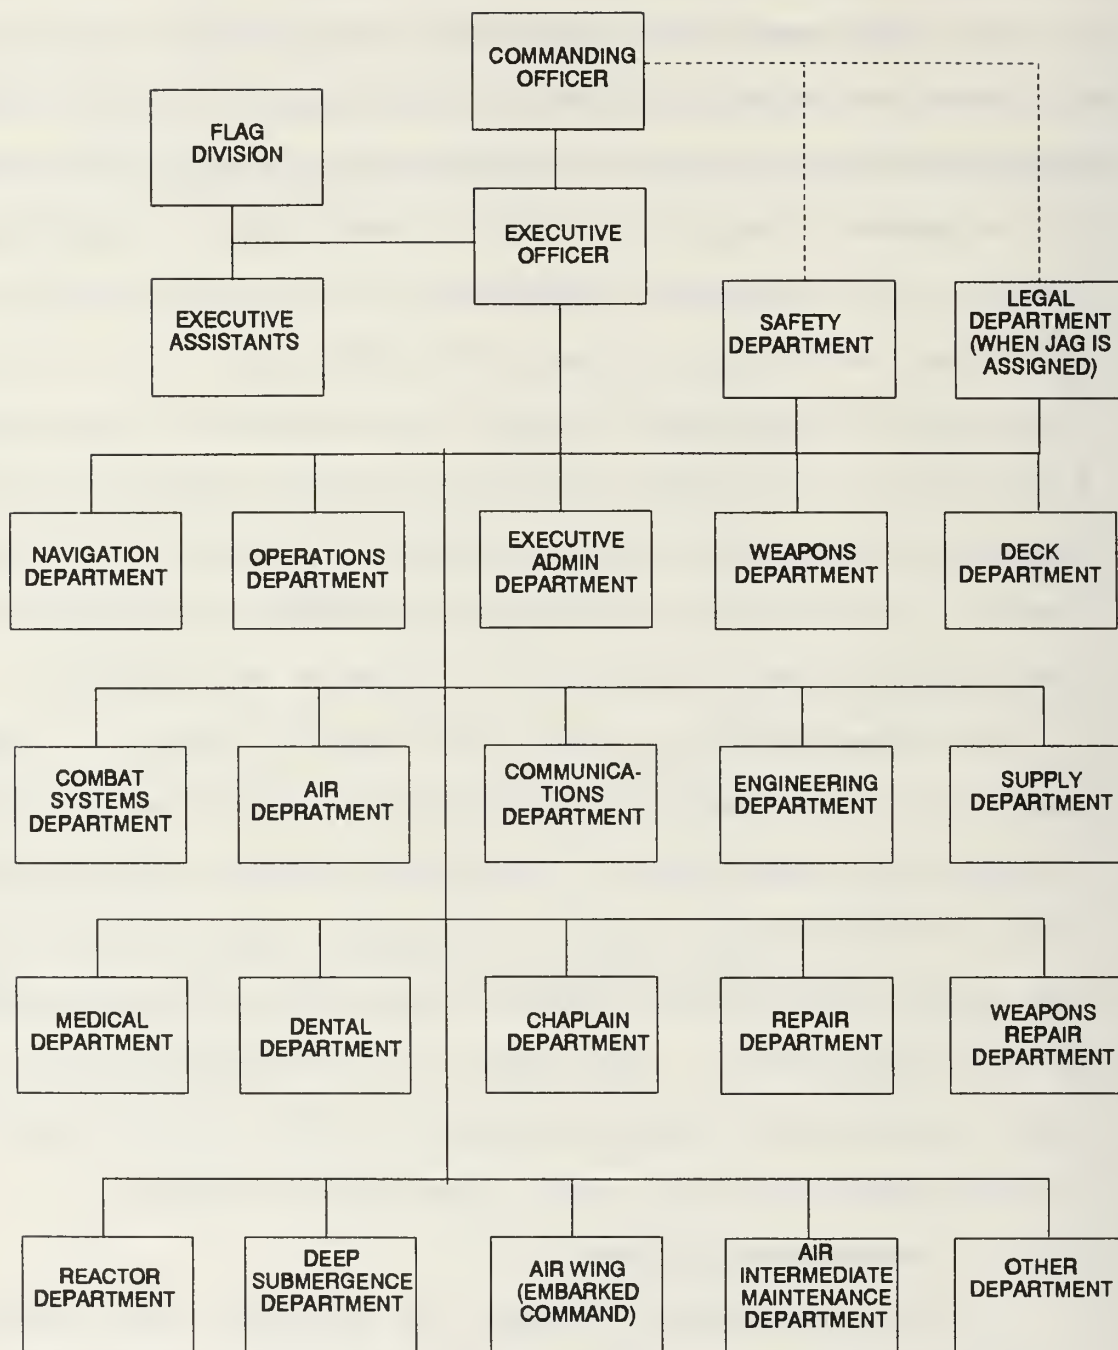 COMMANDING
OFFICER
FLAG
DIVISION
EXECUTIVE
OFFICER
EXECUTIVE
ASSISTANTS
SAFETY
DEPARTMENT
LEGAL
DEPARTMENT
(WHEN JAG IS
ASSIGNED)
NAVIGATION
DEPARTMENT
OPERATIONS
DEPARTMENT
EXECUTIVE
ADMIN
DEPARTMENT
WEAPONS
DEPARTMENT
DECK
DEPARTMENT
COMBAT
SYSTEMS
DEPARTMENT
AIR
DEPRATMENT
COMMUNICA-
TIONS
DEPARTMENT
ENGINEERING
DEPARTMENT
SUPPLY
DEPARTMENT
MEDICAL
DEPARTMENT
DENTAL
DEPARTMENT
CHAPLAIN
DEPARTMENT
REPAIR
DEPARTMENT
WEAPONS
REPAIR
DEPARTMENT
REACTOR
DEPARTMENT
DEEP
SUBMERGENCE
DEPARTMENT
AIR WING
(EMBARKED
COMMAND)
AIR
INTERMEDIATE
MAINTENANCE
DEPARTMENT
OTHER
DEPARTMENT